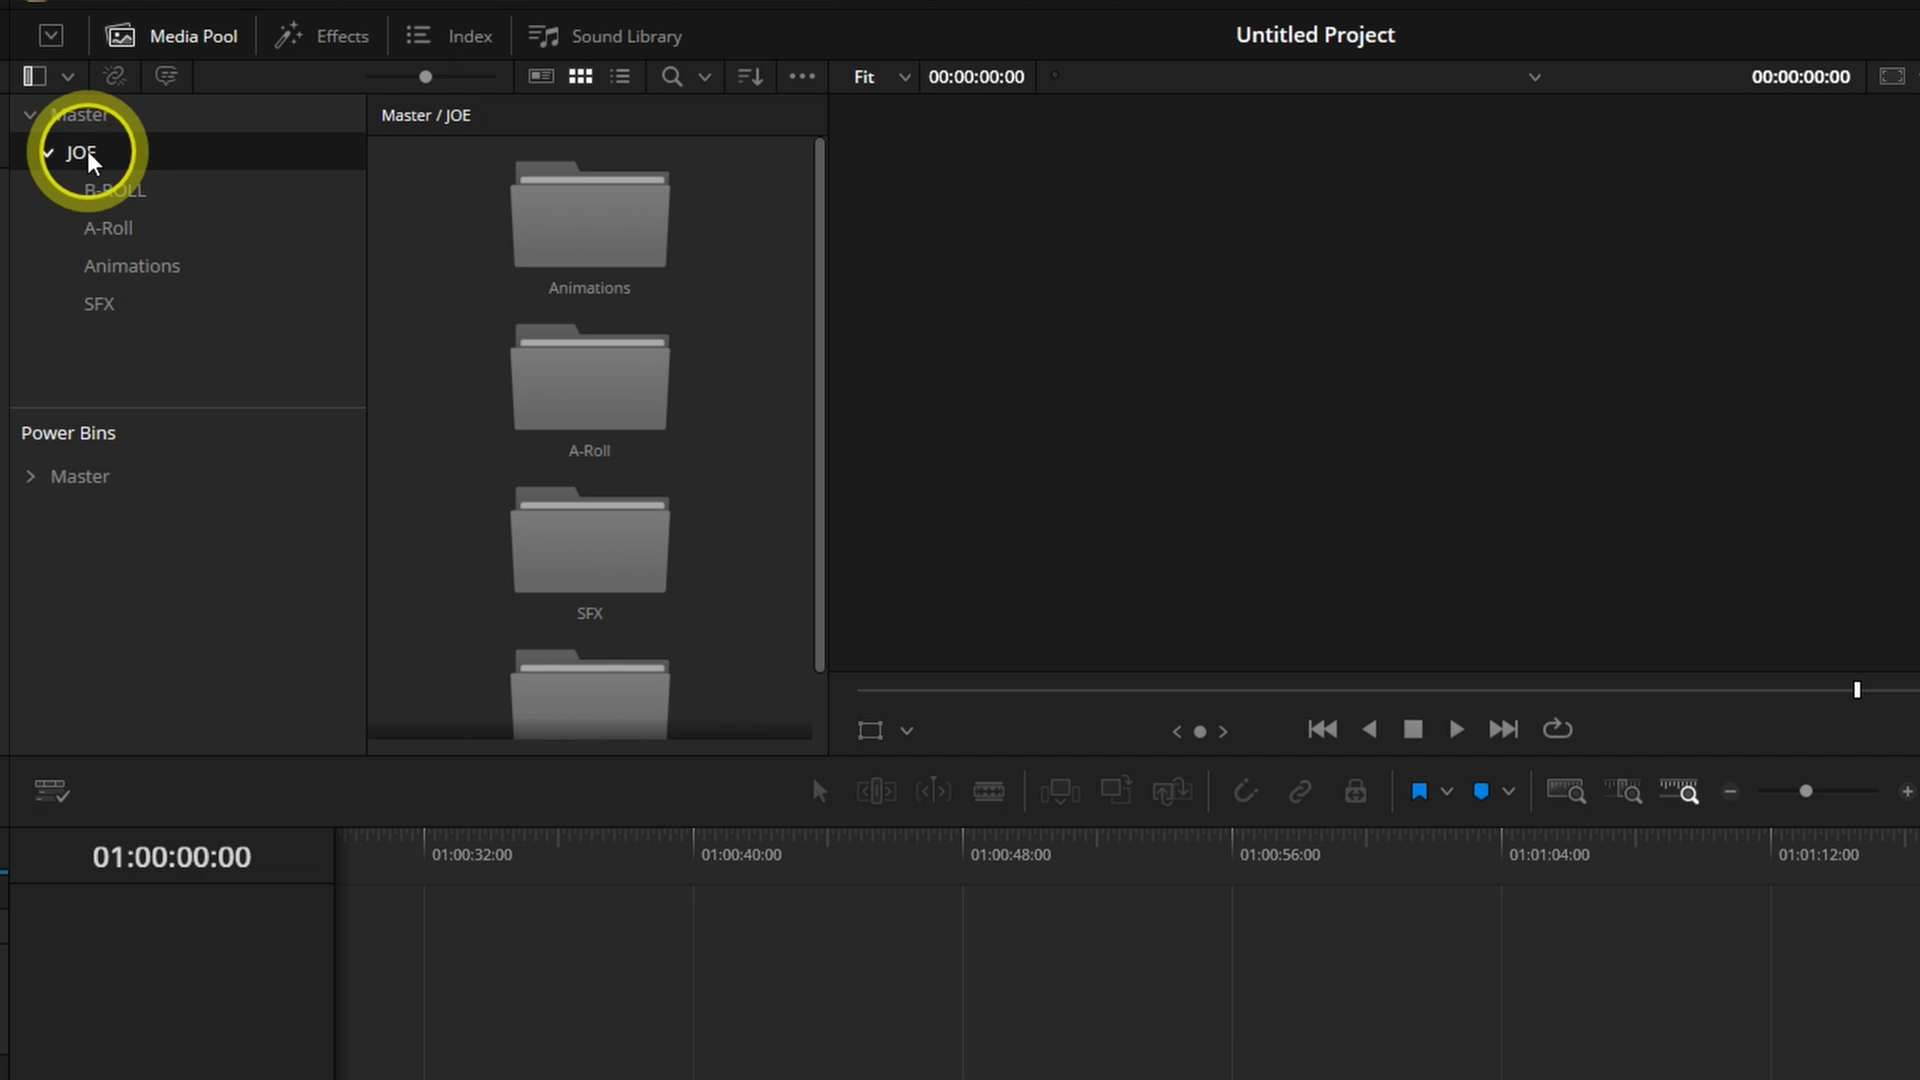 Media Pool Effects Index Sound Library Untitled Project
Fit 00:00:00:00 00:00:00:00
Master Master / JOE
JOE
B-ROLL
A-Roll
Animations
SFX
Animations
A-Roll
SFX
Power Bins
Master
01:00:00:00 01:00:32:00 01:00:40:00 01:00:48:00 01:00:56:00 01:01:04:00 01:01:12:00